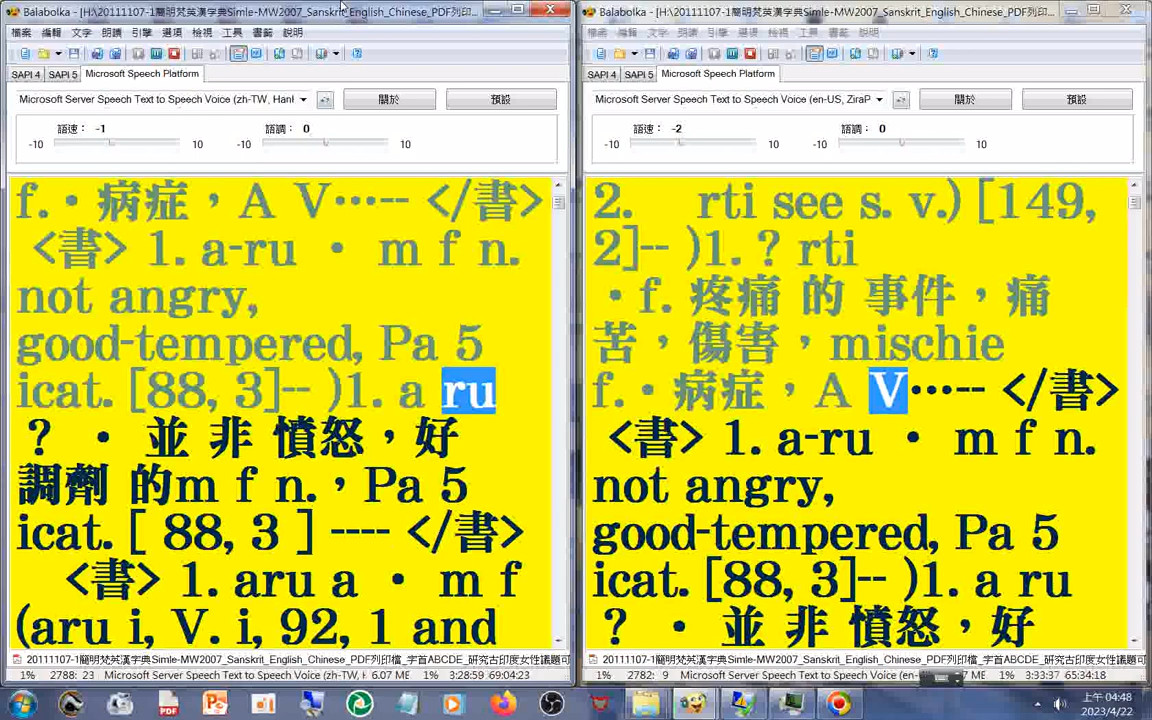 Balabolka - [H:\20111107-1簡明梵英漢字典Simle-MW2007_Sanskrit_English_Chinese_PDF列印...
檔案 編輯 文字 朗讀 引擎 選項 檢視 工具 書籤 說明
SAPI 4 SAPI 5 Microsoft Speech Platform
Microsoft Server Speech Text to Speech Voice (zh-TW, Hanl
關於 預設
語速: -1 語調: 0
-10 10 -10 10
f.・病症，A V…-- </書>
<書> 1. a-ru ・ m f n.
not angry,
good-tempered, Pa 5
icat. [88, 3]-- )1. a ru
? ・ 並 非 憤怒，好
調劑 的m f n.，Pa 5
icat. [ 88, 3 ] ---- </書>
<書> 1. aru a ・ m f
(aru i, V. i, 92, 1 and
20111107-1簡明梵英漢字典Simle-MW2007_Sanskrit_English_Chinese_PDF列印檔_字首ABCDE_研究古印度女性議題可
1% 2788: 23 Microsoft Server Speech Text to Speech Voice (zh-TW, H 6.07 ME 1% 3:28:59 69:04:23
Balabolka - [H:\20111107-1簡明梵英漢字典Simle-MW2007_Sanskrit_English_Chinese_PDF列印...
檔案 編輯 文字 朗讀 引擎 選項 檢視 工具 書籤 說明
SAPI 4 SAPI 5 Microsoft Speech Platform
Microsoft Server Speech Text to Speech Voice (en-US, ZiraP
關於 預設
語速: -2 語調: 0
-10 10 -10 10
2. rti see s. v.) [149,
2]-- )1. ? rti
・f. 疼痛 的 事件，痛
苦，傷害，mischie
f.・病症，A V…-- </書>
<書> 1. a-ru ・ m f n.
not angry,
good-tempered, Pa 5
icat. [88, 3]-- )1. a ru
? ・ 並 非 憤怒，好
20111107-1簡明梵英漢字典Simle-MW2007_Sanskrit_English_Chinese_PDF列印檔_字首ABCDE_研究古印度女性議題可
1% 2782: 9 Microsoft Server Speech Text to Speech Voice (en-
1% 3:33:37 65:34:18
上午 04:48
2023/4/22